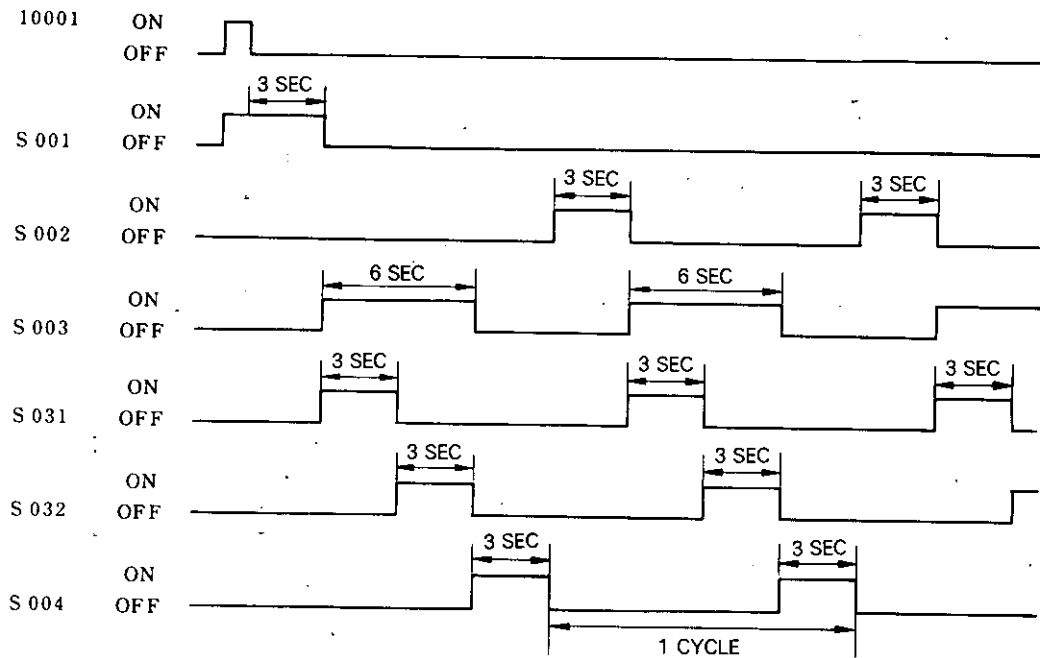 10001 ON
OFF
3 SEC
ON
S 001 OFF
3 SEC 3 SEC
ON
S 002 OFF
6 SEC 6 SEC
ON
S 003 OFF
3 SEC 3 SEC 3 SEC
ON
S 031 OFF
3 SEC 3 SEC
ON
S 032 OFF
3 SEC 3 SEC
ON
S 004 OFF
1 CYCLE